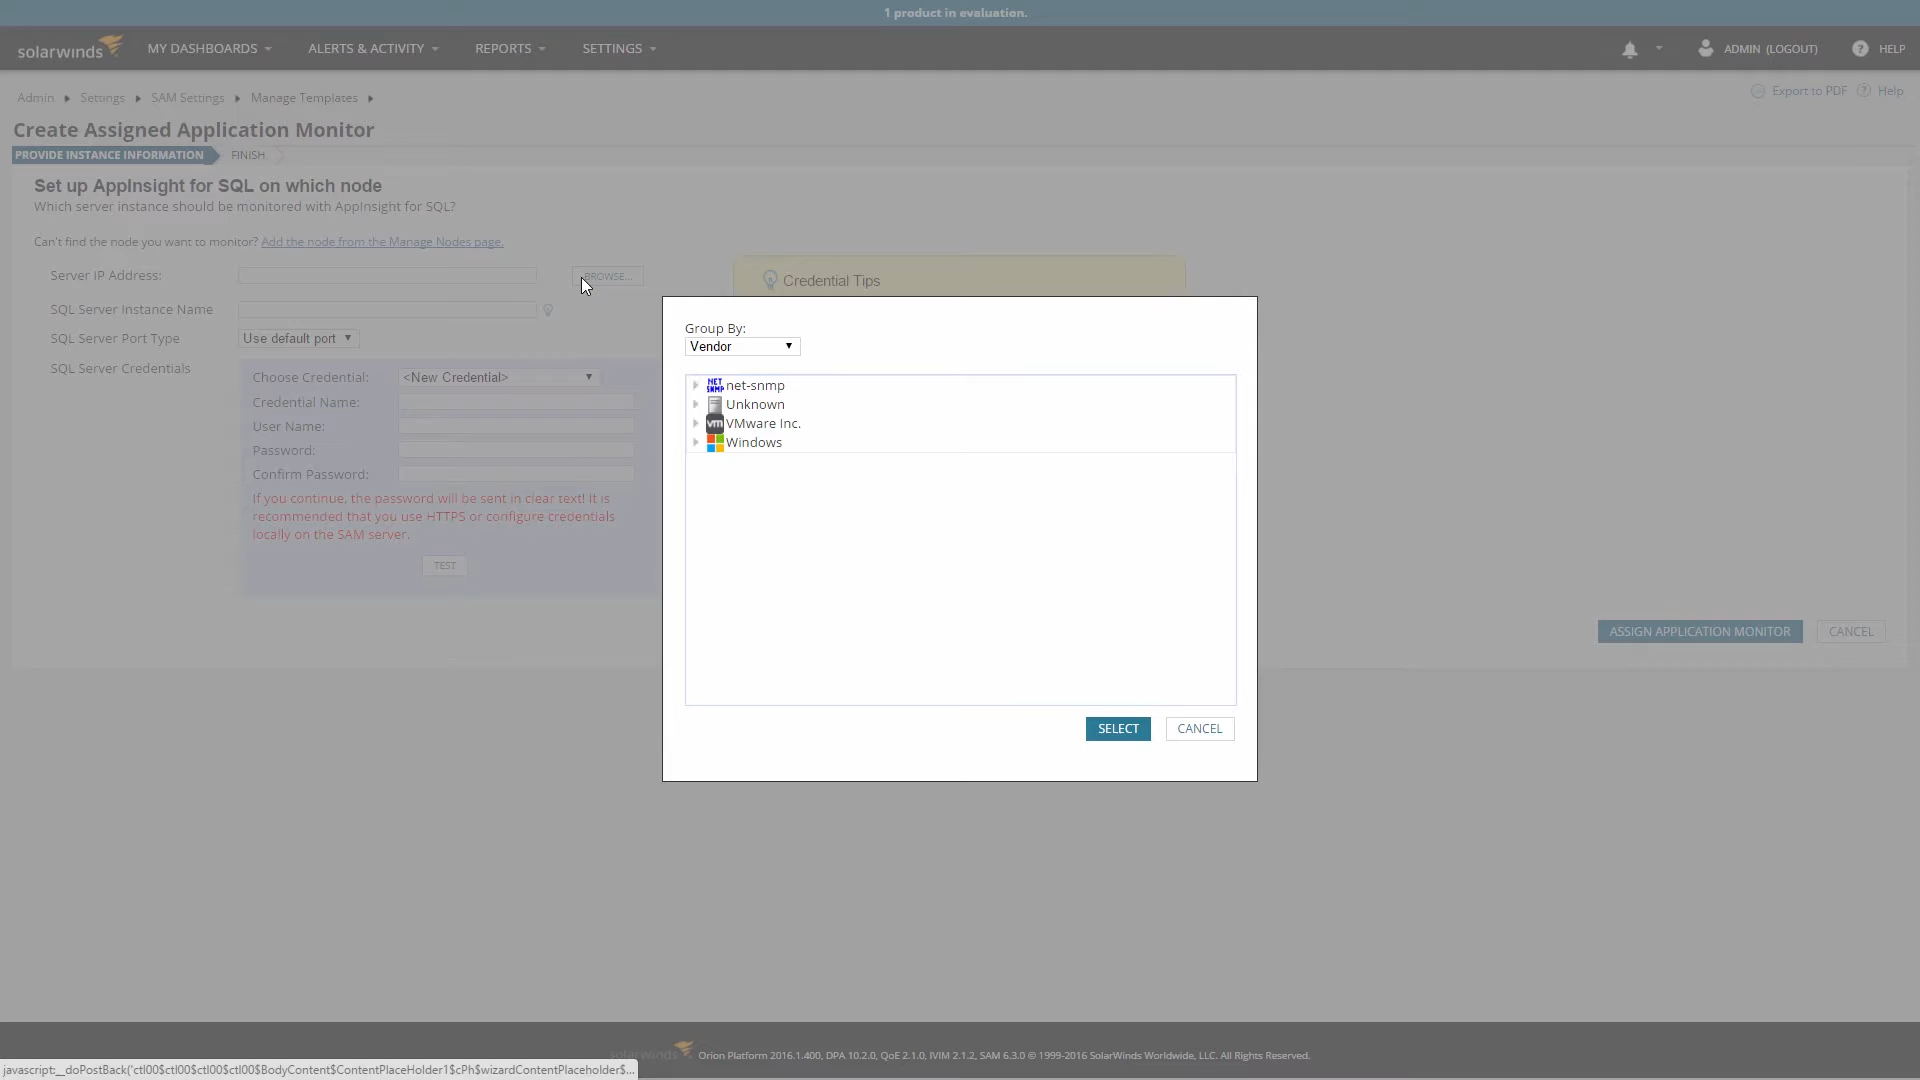 1 product in evaluation.
solarwinds MY DASHBOARDS ALERTS & ACTIVITY REPORTS SETTINGS ADMIN (LOGOUT) ? HELP
Admin Settings SAM Settings Manage Templates
Export to PDF ? Help
Create Assigned Application Monitor
PROVIDE INSTANCE INFORMATION FINISH
Set up AppInsight for SQL on which node
Which server instance should be monitored with AppInsight for SQL?
Can't find the node you want to monitor? Add the node from the Manage Nodes page.
Server IP Address: BROWSE...
SQL Server Instance Name
SQL Server Port Type Use default port
SQL Server Credentials
Choose Credential: <New Credential>
Credential Name:
User Name:
Password:
Confirm Password:
If you continue, the password will be sent in clear text! It is
recommended that you use HTTPS or configure credentials
locally on the SAM server.
TEST
Credential Tips
Group By:
Vendor
NET SNMP net-snmp
Unknown
vm VMware Inc.
Windows
SELECT CANCEL
ASSIGN APPLICATION MONITOR CANCEL
solarwinds Orion Platform 2016.1.400, DPA 10.2.0, QoE 2.1.0, IVIM 2.1.2, SAM 6.3.0 © 1999-2016 SolarWinds Worldwide, LLC. All Rights Reserved.
javascript:__doPostBack('ctl00$ctl00$ctl00$ctl00$BodyContent$ContentPlaceHolder1$cPh$wizardContentPlaceholder$...